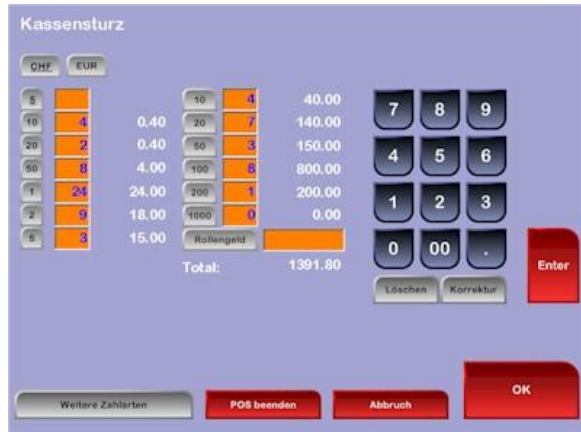 Kassensturz
CHF EUR
5
10 4 0.40
20 2 0.40
50 8 4.00
1 24 24.00
2 9 18.00
5 3 15.00
10 4 40.00
20 7 140.00
50 3 150.00
100 8 800.00
200 1 200.00
1000 0 0.00
Rollengeld
Total: 1391.80
7 8 9
4 5 6
1 2 3
0 00 .
Löschen Korrektur
Enter
Weitere Zahlarten POS beenden Abbruch OK